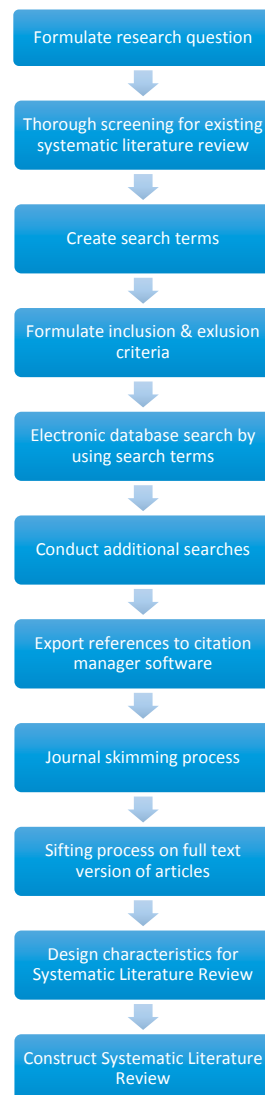 Formulate research question
Thorough screening for existing
systematic literature review
Create search terms
Formulate inclusion & exlusion
criteria
Electronic database search by
using search terms
Conduct additional searches
Export references to citation
manager software
Journal skimming process
Sifting process on full text
version of articles
Design characteristics for
Systematic Literature Review
Construct Systematic Literature
Review